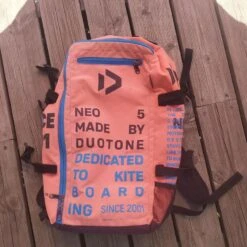 NEO 5
MADE BY
DUOTONE
DEDICATED
TO KITE
BOARD
ING SINCE 2001